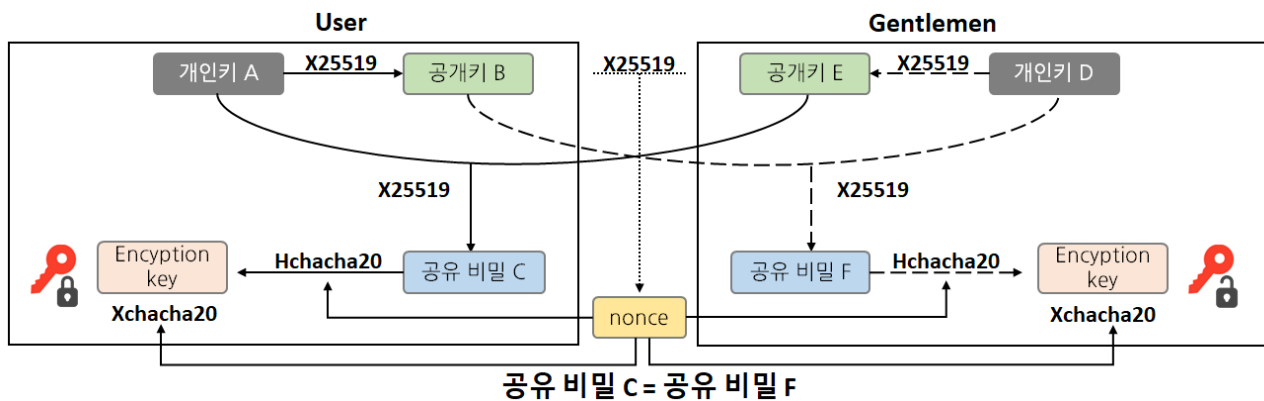 User
Gentlemen
개인키 A
X25519
공개키 B
X25519
공개키 E
X25519
개인키 D
X25519
X25519
Encyption
key
Hchacha20
공유 비밀 C
공유 비밀 F
Hchacha20
Encyption
key
Xchacha20
nonce
Xchacha20
공유 비밀 C = 공유 비밀 F